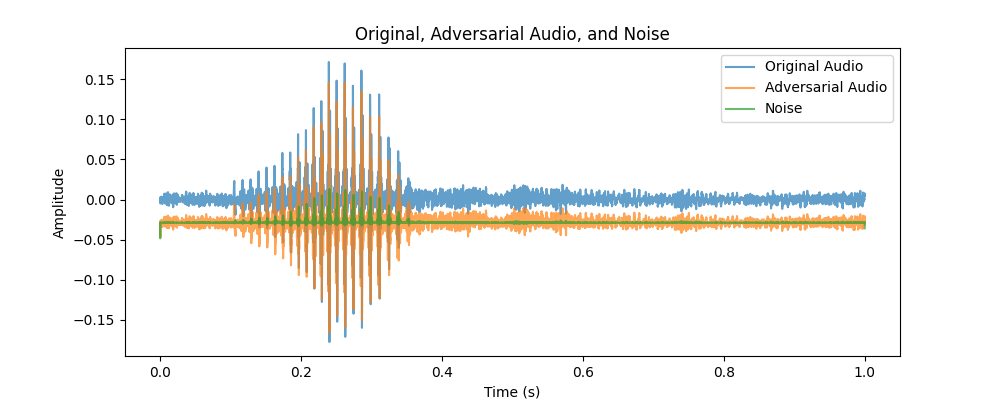 Original, Adversarial Audio, and Noise
Original Audio
Adversarial Audio
Noise
Amplitude
0.15
0.10
0.05
0.00
−0.05
−0.10
−0.15
0.0 0.2 0.4 0.6 0.8 1.0
Time (s)